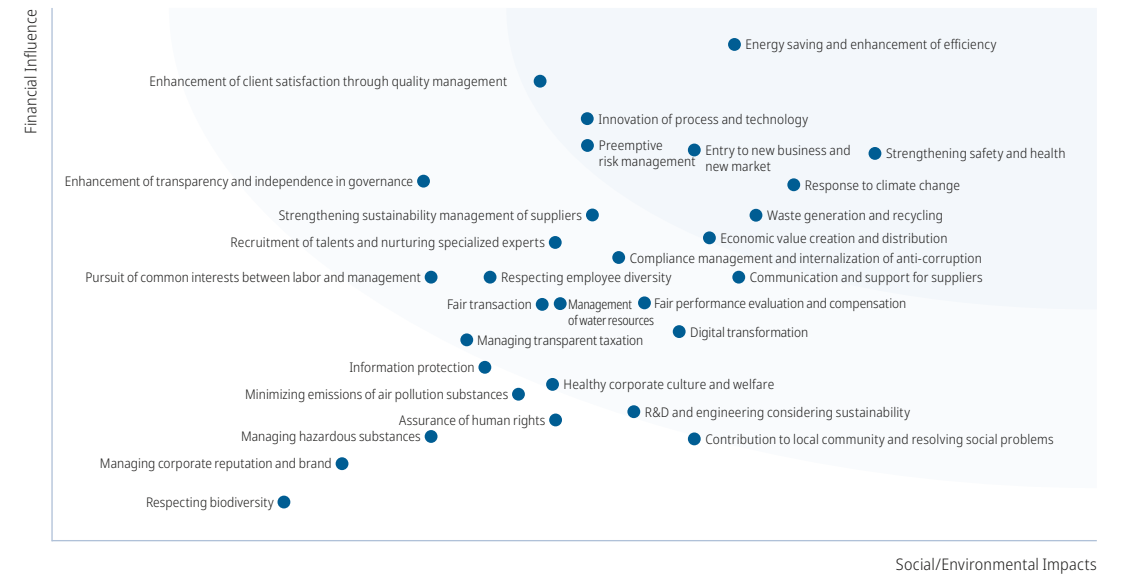 Financial Influence
Energy saving and enhancement of efficiency
Enhancement of client satisfaction through quality management
Innovation of process and technology
Preemptive
risk management
Entry to new business and
new market
Strengthening safety and health
Enhancement of transparency and independence in governance
Response to climate change
Strengthening sustainability management of suppliers
Waste generation and recycling
Recruitment of talents and nurturing specialized experts
Economic value creation and distribution
Compliance management and internalization of anti-corruption
Pursuit of common interests between labor and management
Respecting employee diversity
Communication and support for suppliers
Fair transaction
Management
of water resources
Fair performance evaluation and compensation
Digital transformation
Managing transparent taxation
Information protection
Healthy corporate culture and welfare
Minimizing emissions of air pollution substances
R&D and engineering considering sustainability
Assurance of human rights
Managing hazardous substances
Contribution to local community and resolving social problems
Managing corporate reputation and brand
Respecting biodiversity
Social/Environmental Impacts